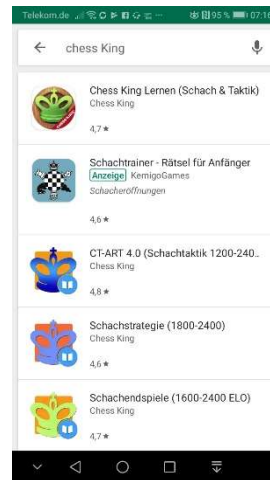 Telekom.de 95 % 07:16
chess King
Chess King Lernen (Schach & Taktik)
Chess King
4,7 ★
Schachtrainer - Rätsel für Anfänger
Anzeige KemigoGames
Schacheröffnungen
4,6 ★
CT-ART 4.0 (Schachtaktik 1200-240..
Chess King
4,8 ★
Schachstrategie (1800-2400)
Chess King
4,6 ★
Schachendspiele (1600-2400 ELO)
Chess King
4,7 ★